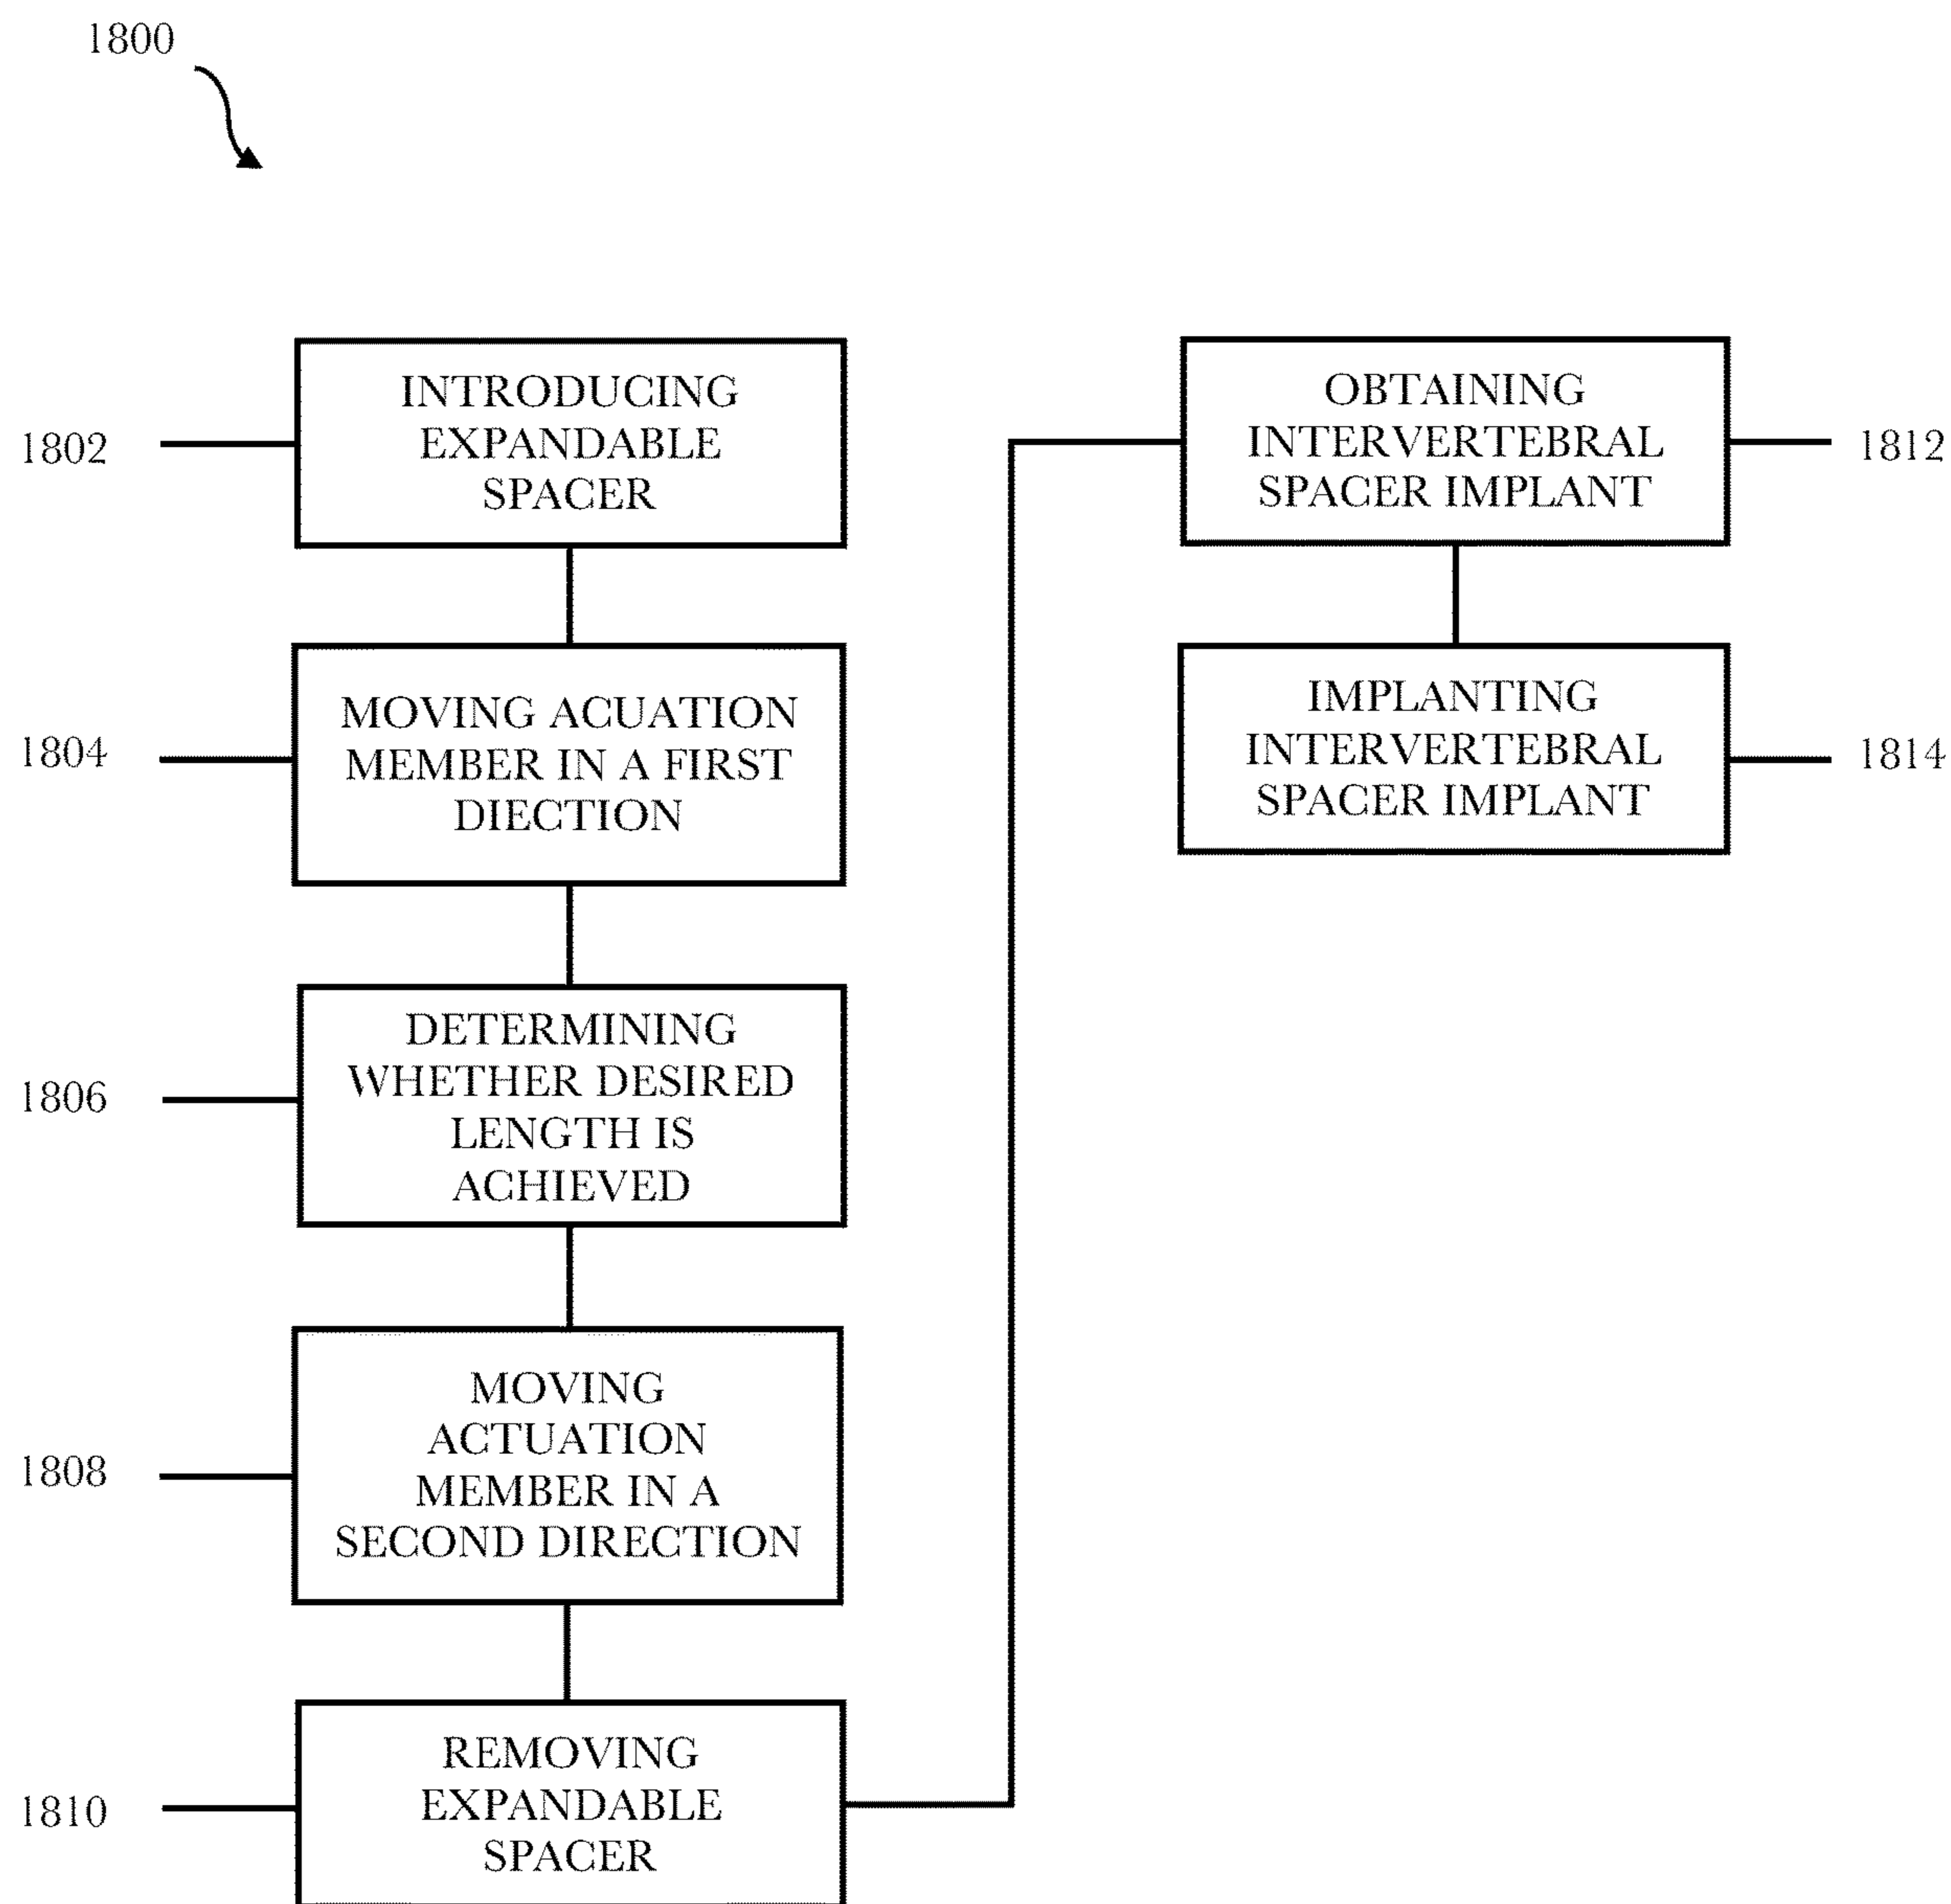 1800
1802
INTRODUCING
EXPANDABLE
SPACER
1804
MOVING ACUATION
MEMBER IN A FIRST
DIECTION
1806
DETERMINING
WHETHER DESIRED
LENGTH IS
ACHIEVED
1808
MOVING
ACTUATION
MEMBER IN A
SECOND DIRECTION
1810
REMOVING
EXPANDABLE
SPACER
OBTAINING
INTERVERTEBRAL
SPACER IMPLANT
1812
IMPLANTING
INTERVERTEBRAL
SPACER IMPLANT
1814